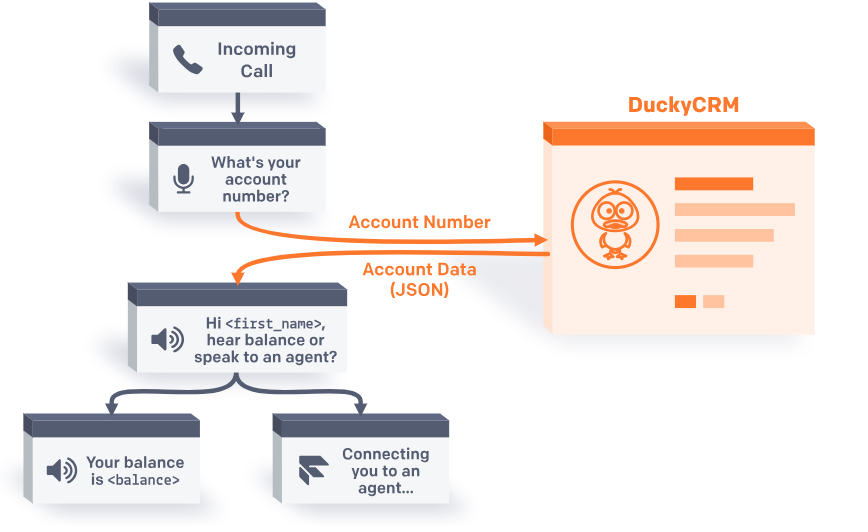 Incoming
Call
DuckyCRM
What's your
account
number?
Account Number
Account Data
(JSON)
Hi <first_name>,
hear balance or
speak to an agent?
Your balance
is <balance>
Connecting
you to an
agent...